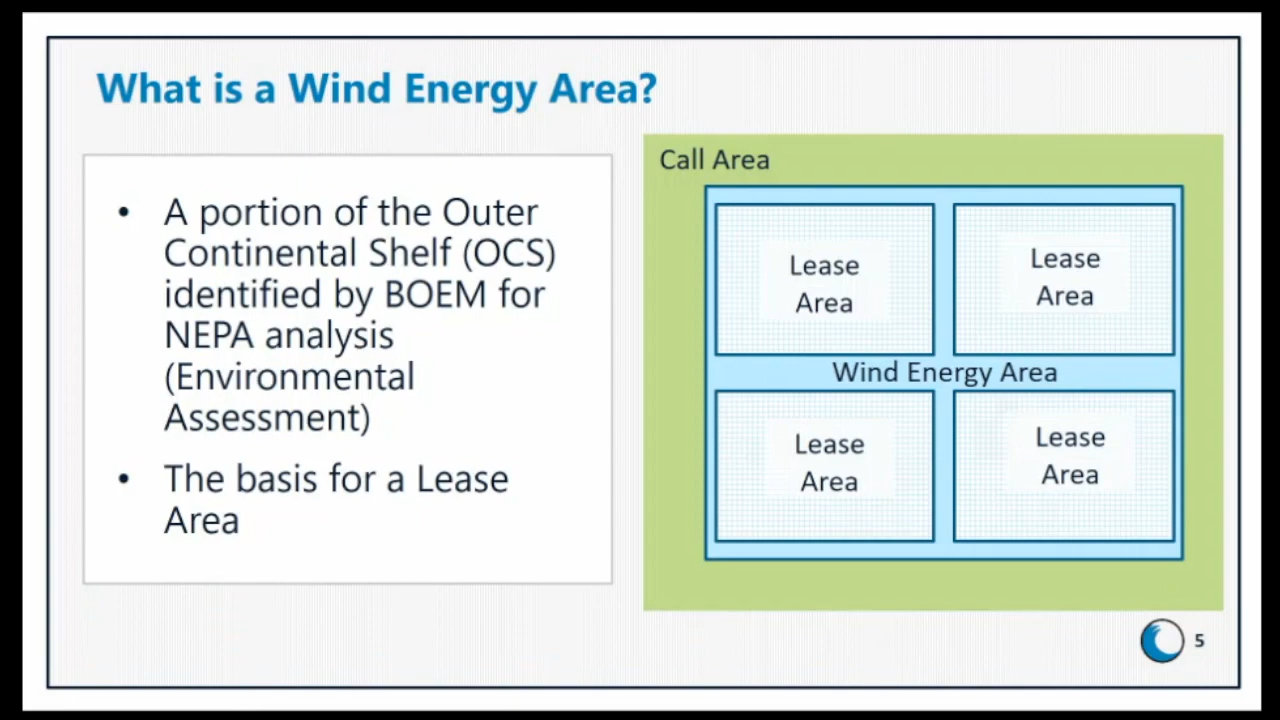 What is a Wind Energy Area?
• A portion of the Outer
Continental Shelf (OCS)
identified by BOEM for
NEPA analysis
(Environmental
Assessment)
• The basis for a Lease
Area
Call Area
Lease
Area
Lease
Area
Wind Energy Area
Lease
Area
Lease
Area
5